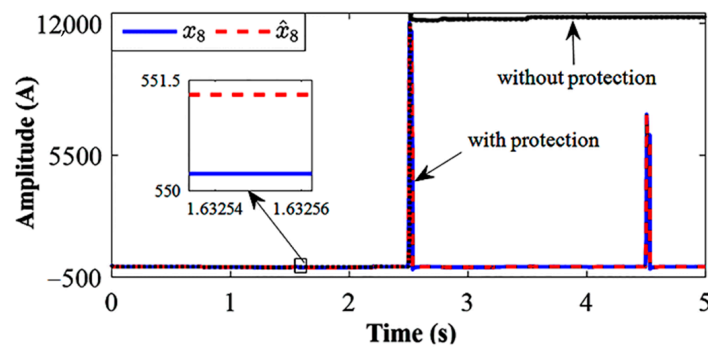 12,000
5500
−500
Amplitude (A)
x₈ x̂₈
551.5
550
1.63254 1.63256
without protection
with protection
0 1 2 3 4 5
Time (s)